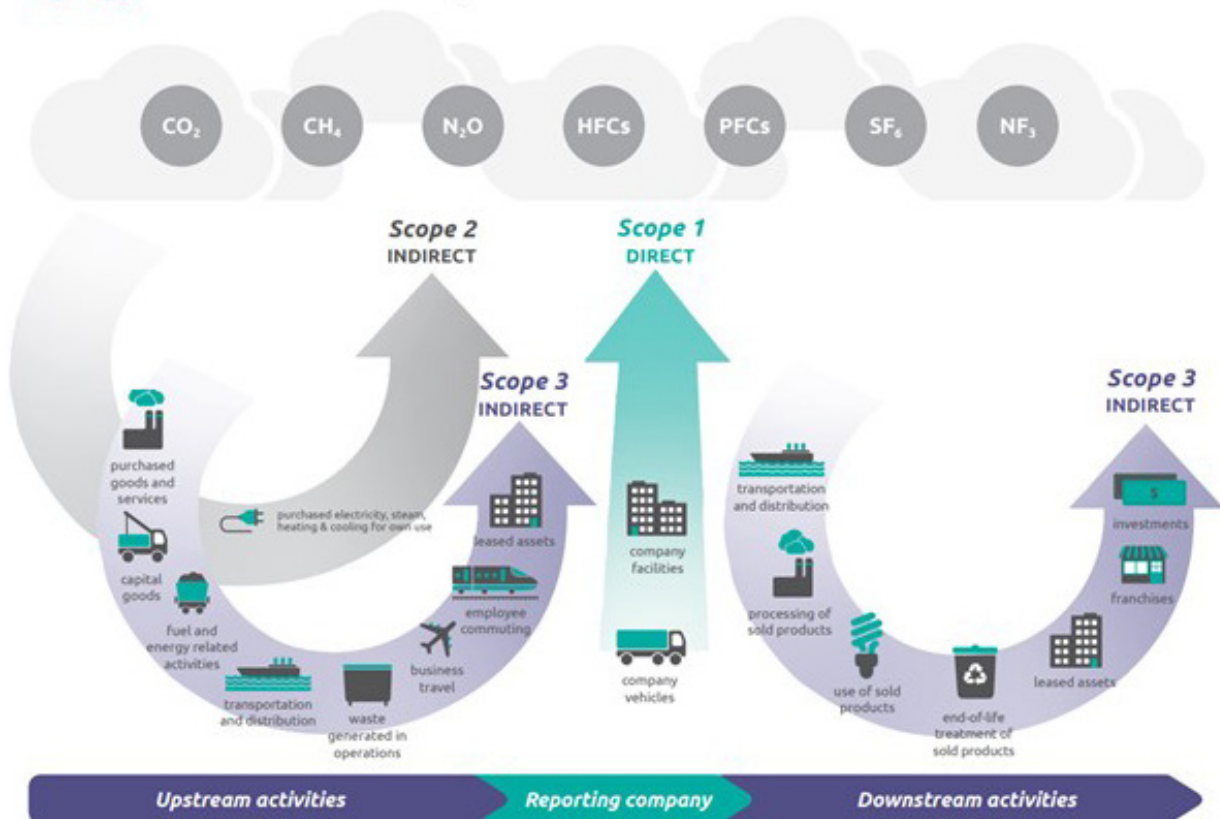 CO₂
CH₄
N₂O
HFCs
PFCs
SF₆
NF₃
Scope 2
INDIRECT
Scope 1
DIRECT
Scope 3
INDIRECT
Scope 3
INDIRECT
purchased
goods and
services
capital
goods
fuel and
energy related
activities
transportation
and distribution
waste
generated in
operations
business
travel
employee
commuting
leased assets
purchased electricity, steam,
heating & cooling for own use
company
facilities
company
vehicles
transportation
and distribution
processing of
sold products
use of sold
products
end-of-life
treatment of
sold products
leased assets
franchises
investments
$
Upstream activities
Reporting company
Downstream activities